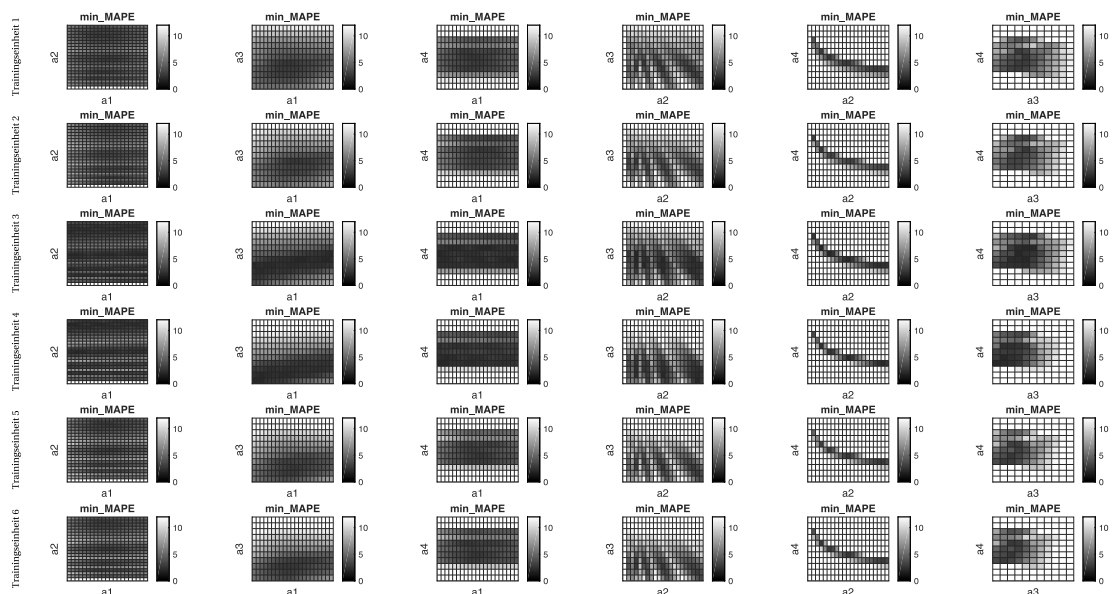 Trainingseinheit 1
min_MAPE min_MAPE min_MAPE min_MAPE min_MAPE min_MAPE
a2 a3 a4 a3 a4 a4
10 10 10 10 10 10
5 5 5 5 5 5
0 0 0 0 0 0
a1 a1 a1 a2 a2 a3
Trainingseinheit 2
min_MAPE min_MAPE min_MAPE min_MAPE min_MAPE min_MAPE
a2 a3 a4 a3 a4 a4
10 10 10 10 10 10
5 5 5 5 5 5
0 0 0 0 0 0
a1 a1 a1 a2 a2 a3
Trainingseinheit 3
min_MAPE min_MAPE min_MAPE min_MAPE min_MAPE min_MAPE
a2 a3 a4 a3 a4 a4
10 10 10 10 10 10
5 5 5 5 5 5
0 0 0 0 0 0
a1 a1 a1 a2 a2 a3
Trainingseinheit 4
min_MAPE min_MAPE min_MAPE min_MAPE min_MAPE min_MAPE
a2 a3 a4 a3 a4 a4
10 10 10 10 10 10
5 5 5 5 5 5
0 0 0 0 0 0
a1 a1 a1 a2 a2 a3
Trainingseinheit 5
min_MAPE min_MAPE min_MAPE min_MAPE min_MAPE min_MAPE
a2 a3 a4 a3 a4 a4
10 10 10 10 10 10
5 5 5 5 5 5
0 0 0 0 0 0
a1 a1 a1 a2 a2 a3
Trainingseinheit 6
min_MAPE min_MAPE min_MAPE min_MAPE min_MAPE min_MAPE
a2 a3 a4 a3 a4 a4
10 10 10 10 10 10
5 5 5 5 5 5
0 0 0 0 0 0
a1 a1 a1 a2 a2 a3